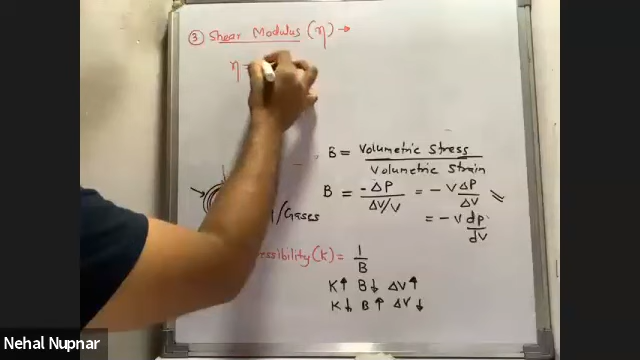 ③ Shear Modulus (η) →
η =
B = Volumetric Stress / Volumetric Strain
B = -ΔP / ΔV/V = - V ΔP / ΔV
= - V dP / dV
/Gases
ssibility (K) = 1 / B
K↑ B↓ ΔV↑
K↓ B↑ ΔV↓
Nehal Nupnar